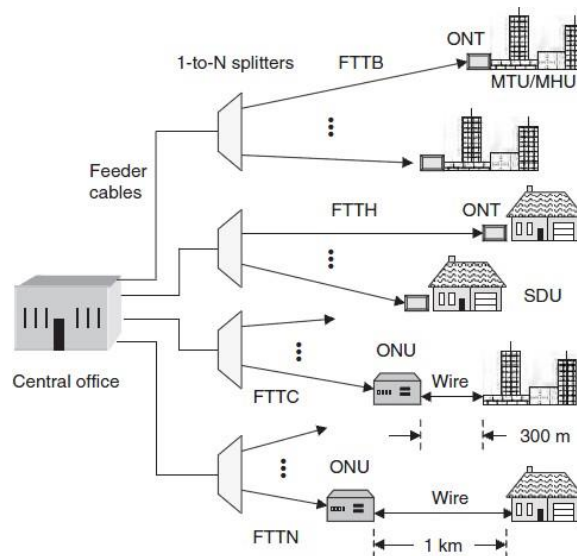 ONT
1-to-N splitters
FTTB
MTU/MHU
Feeder
cables
FTTH
ONT
SDU
Central office
ONU
Wire
FTTC
300 m
ONU
Wire
FTTN
1 km